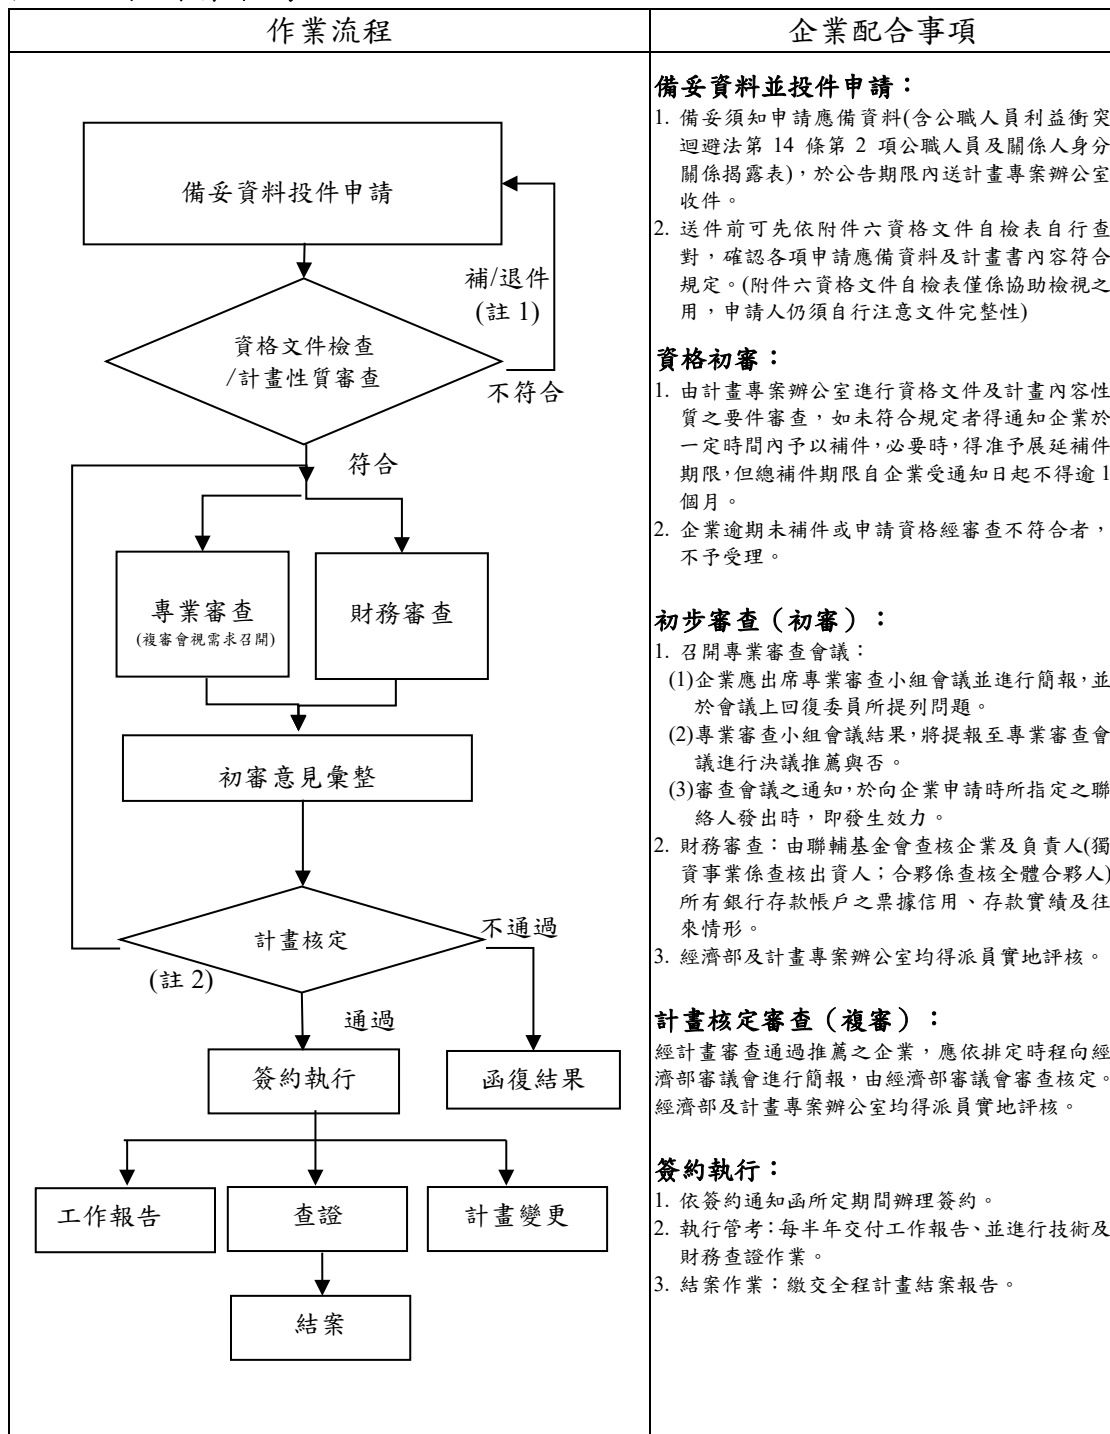 作業流程
企業配合事項
備妥資料投件申請
補/退件
(註 1)
資格文件檢查
/計畫性質審查
不符合
符合
專業審查
(複審會視需求召開)
財務審查
初審意見彙整
計畫核定
不通過
(註 2)
通過
簽約執行
函復結果
工作報告
查證
計畫變更
結案
備妥資料並投件申請：
1. 備妥須知申請應備資料(含公職人員利益衝突
迴避法第 14 條第 2 項公職人員及關係人身分
關係揭露表)，於公告期限內送計畫專案辦公室
收件。
2. 送件前可先依附件六資格文件自檢表自行查
對，確認各項申請應備資料及計畫書內容符合
規定。(附件六資格文件自檢表僅係協助檢視之
用，申請人仍須自行注意文件完整性)
資格初審：
1. 由計畫專案辦公室進行資格文件及計畫內容性
質之要件審查，如未符合規定者得通知企業於
一定時間內予以補件，必要時，得准予展延補件
期限，但總補件期限自企業受通知日起不得逾 1
個月。
2. 企業逾期未補件或申請資格經審查不符合者，
不予受理。
初步審查（初審）：
1. 召開專業審查會議：
(1)企業應出席專業審查小組會議並進行簡報，並
於會議上回復委員所提列問題。
(2)專業審查小組會議結果，將提報至專業審查會
議進行決議推薦與否。
(3)審查會議之通知，於向企業申請時所指定之聯
絡人發出時，即發生效力。
2. 財務審查：由聯輔基金會查核企業及負責人(獨
資事業係查核出資人；合夥係查核全體合夥人)
所有銀行存款帳戶之票據信用、存款實績及往
來情形。
3. 經濟部及計畫專案辦公室均得派員實地評核。
計畫核定審查（複審）：
經計畫審查通過推薦之企業，應依排定時程向經
濟部審議會進行簡報，由經濟部審議會審查核定。
經濟部及計畫專案辦公室均得派員實地評核。
簽約執行：
1. 依簽約通知函所定期間辦理簽約。
2. 執行管考：每半年交付工作報告、並進行技術及
財務查證作業。
3. 結案作業：繳交全程計畫結案報告。